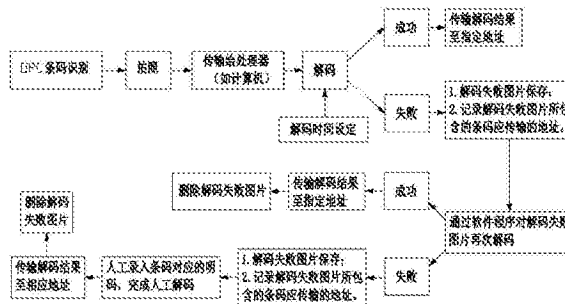 DPC条码识别
拍照
传输给处理器
(如计算机)
解码
成功
传输解码结果
至指定地址
解码时间设定
失败
1.解码失败图片保存;
2.记录解码失败图片所包
含的条码应传输的地址。
通过软件程序对解码失败
图片再次解码
成功
传输解码结果
至指定地址
删除解码失败图片
失败
1.解码失败图片保存;
2.记录解码失败图片所包
含的条码应传输的地址。
人工录入条码对应的明
码,完成人工解码
传输解码结果
至相应地址
删除解码
失败图片